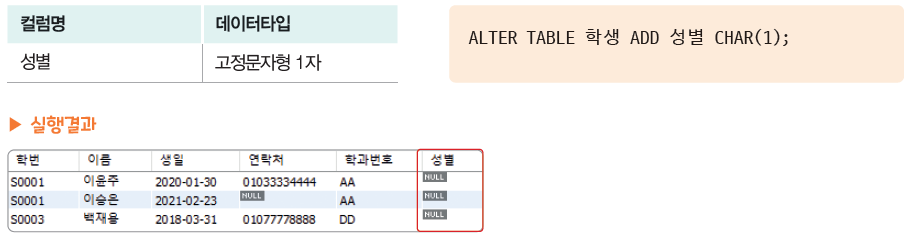 컬럼명 데이터타입
성별 고정문자형 1자
ALTER TABLE 학생 ADD 성별 CHAR(1);
▶ 실행결과
학번 이름 생일 연락처 학과번호 성별
S0001 이윤주 2020-01-30 01033334444 AA NULL
S0001 이승은 2021-02-23 NULL AA NULL
S0003 백재용 2018-03-31 01077778888 DD NULL